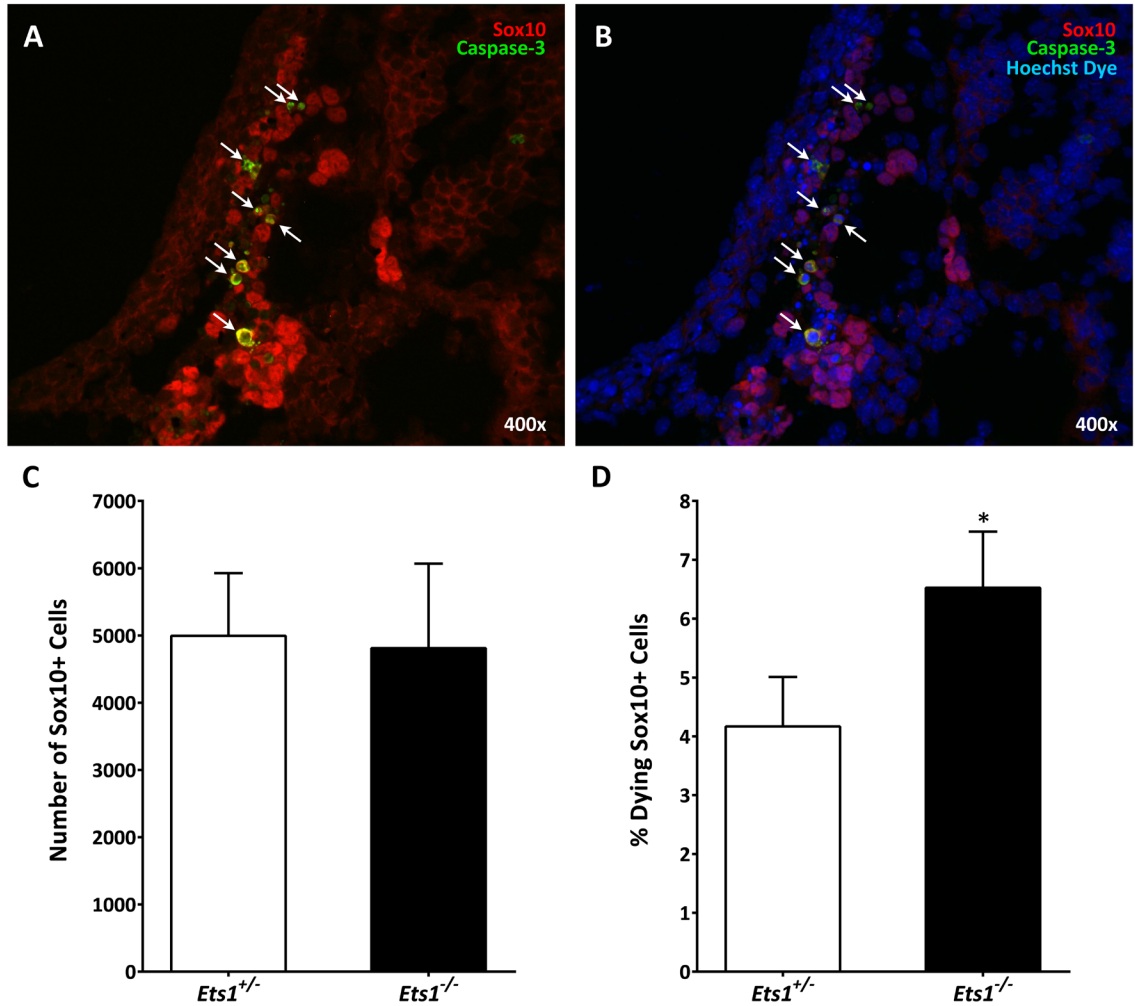 A
Sox10
Caspase-3
400x
B
Sox10
Caspase-3
Hoechst Dye
400x
C
Number of Sox10+ Cells
7000
6000
5000
4000
3000
2000
1000
0
Ets1+/-
Ets1-/-
D
% Dying Sox10+ Cells
8
7
6
5
4
3
2
1
0
*
Ets1+/-
Ets1-/-